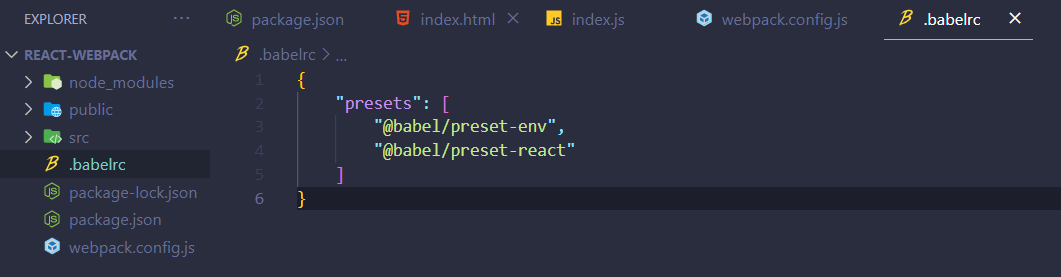 EXPLORER ...
package.json index.html index.js webpack.config.js .babelrc
REACT-WEBPACK
node_modules
public
src
.babelrc
package-lock.json
package.json
webpack.config.js
.babelrc > ...
1 {
2 "presets": [
3 "@babel/preset-env",
4 "@babel/preset-react"
5 ]
6 }